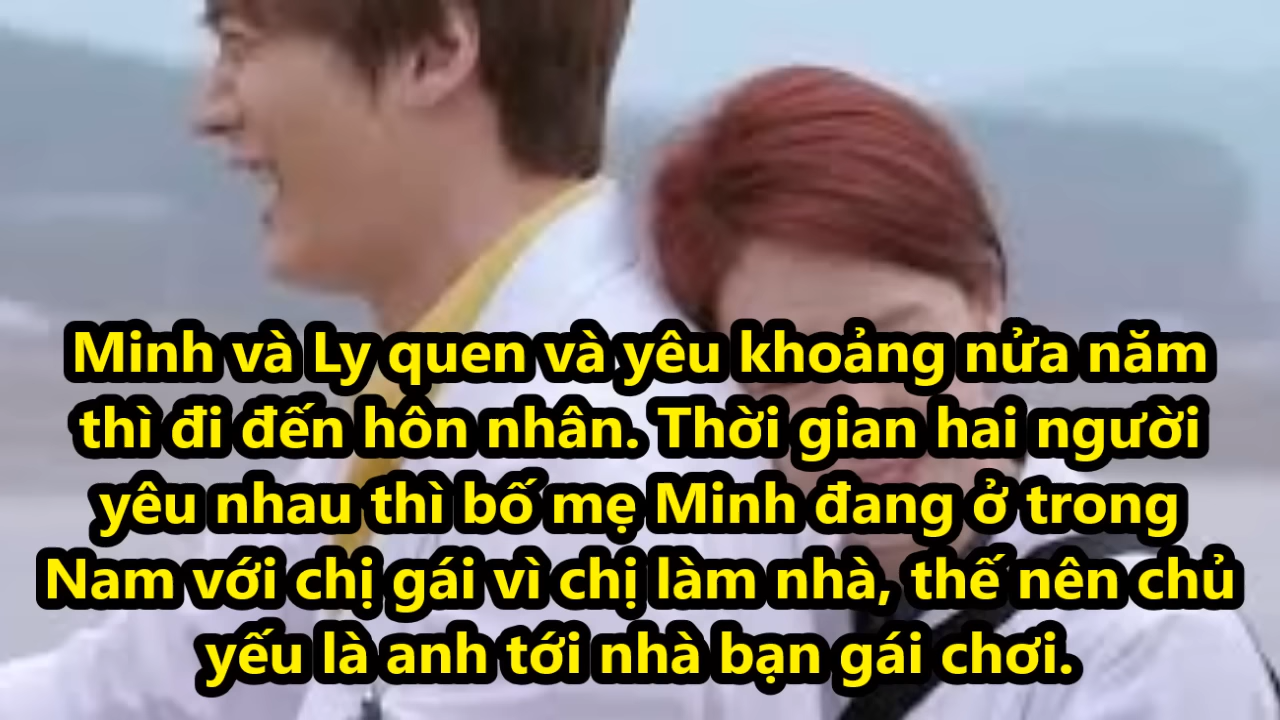 Minh và Ly quen và yêu khoảng nửa năm
thì đi đến hôn nhân. Thời gian hai người
yêu nhau thì bố mẹ Minh đang ở trong
Nam với chị gái vì chị làm nhà, thế nên chủ
yếu là anh tới nhà bạn gái chơi.